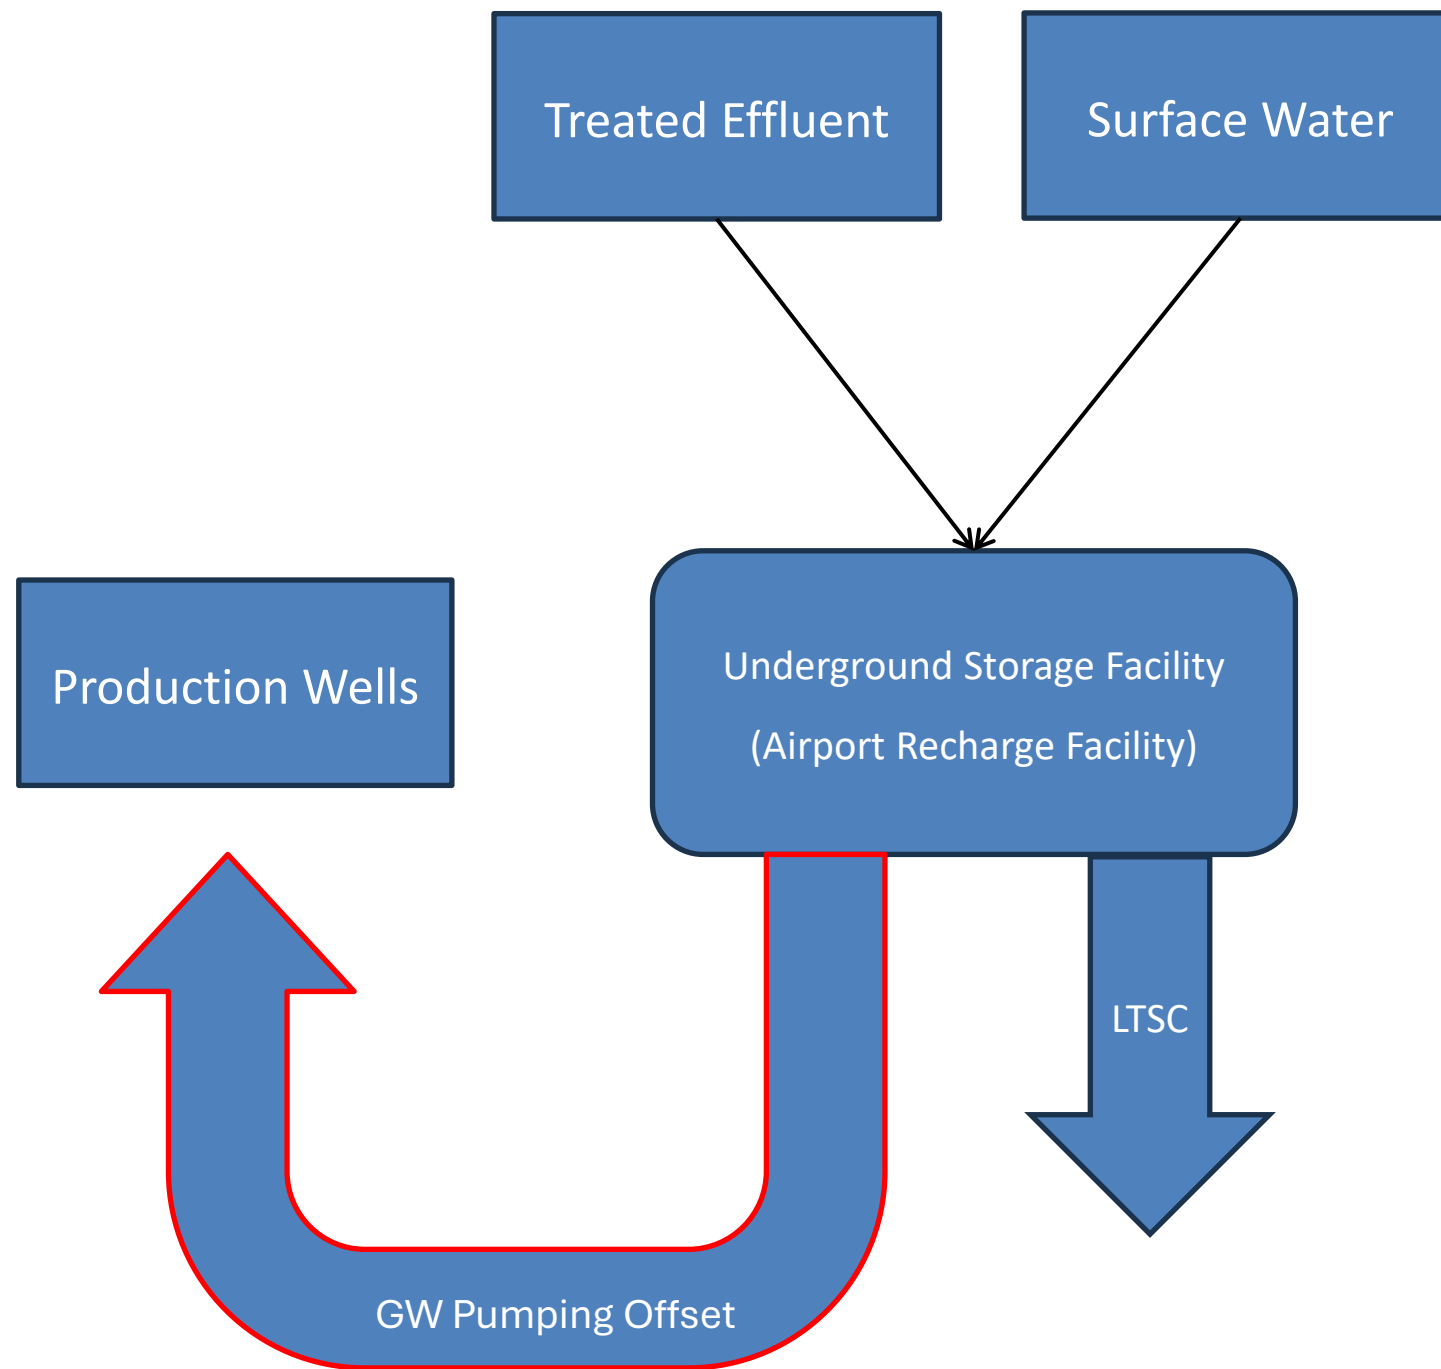 Treated Effluent
Surface Water
Production Wells
Underground Storage Facility
(Airport Recharge Facility)
LTSC
GW Pumping Offset